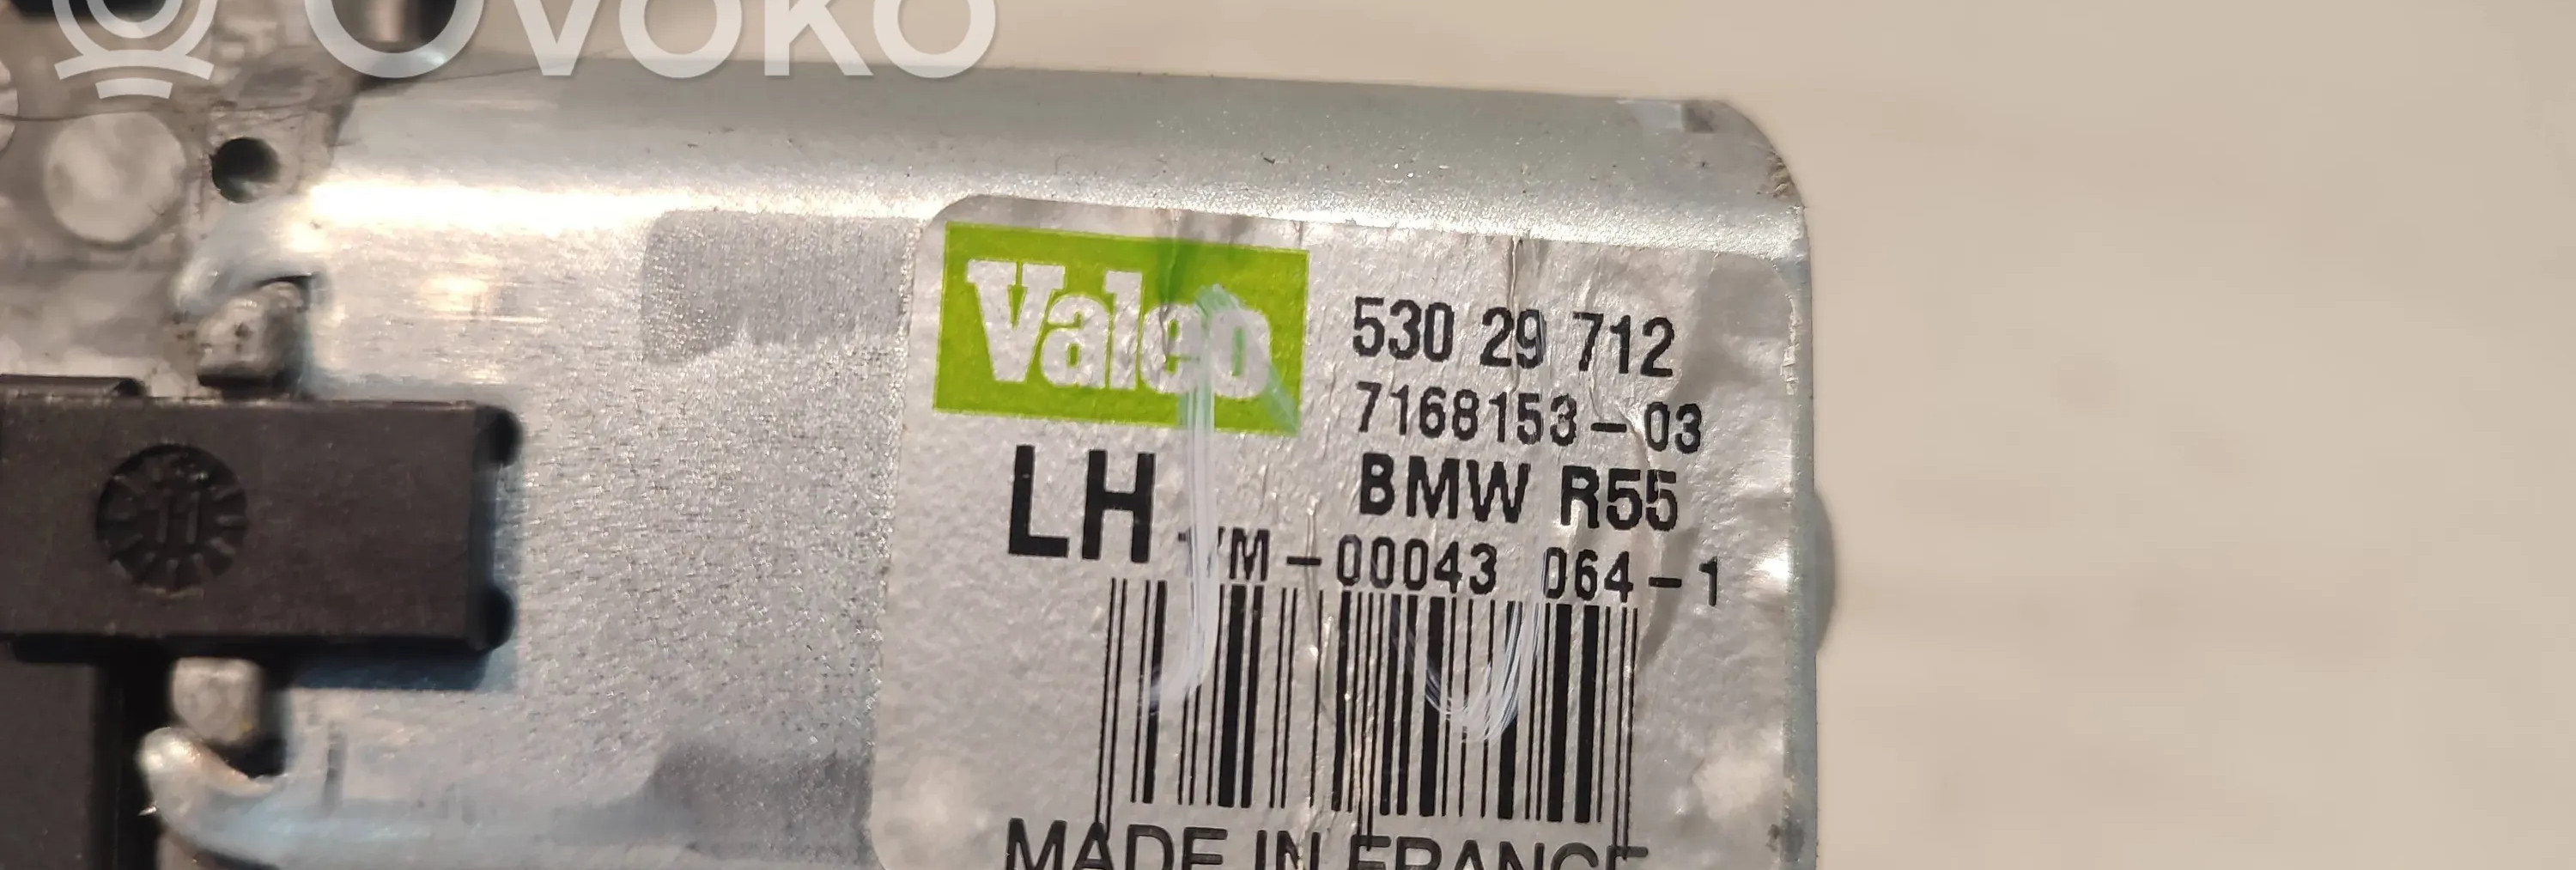 OVOKO
Valeo
530 29 712
7168153-03
LH
BMW R55
00043 064-1
MADE IN FRANCE